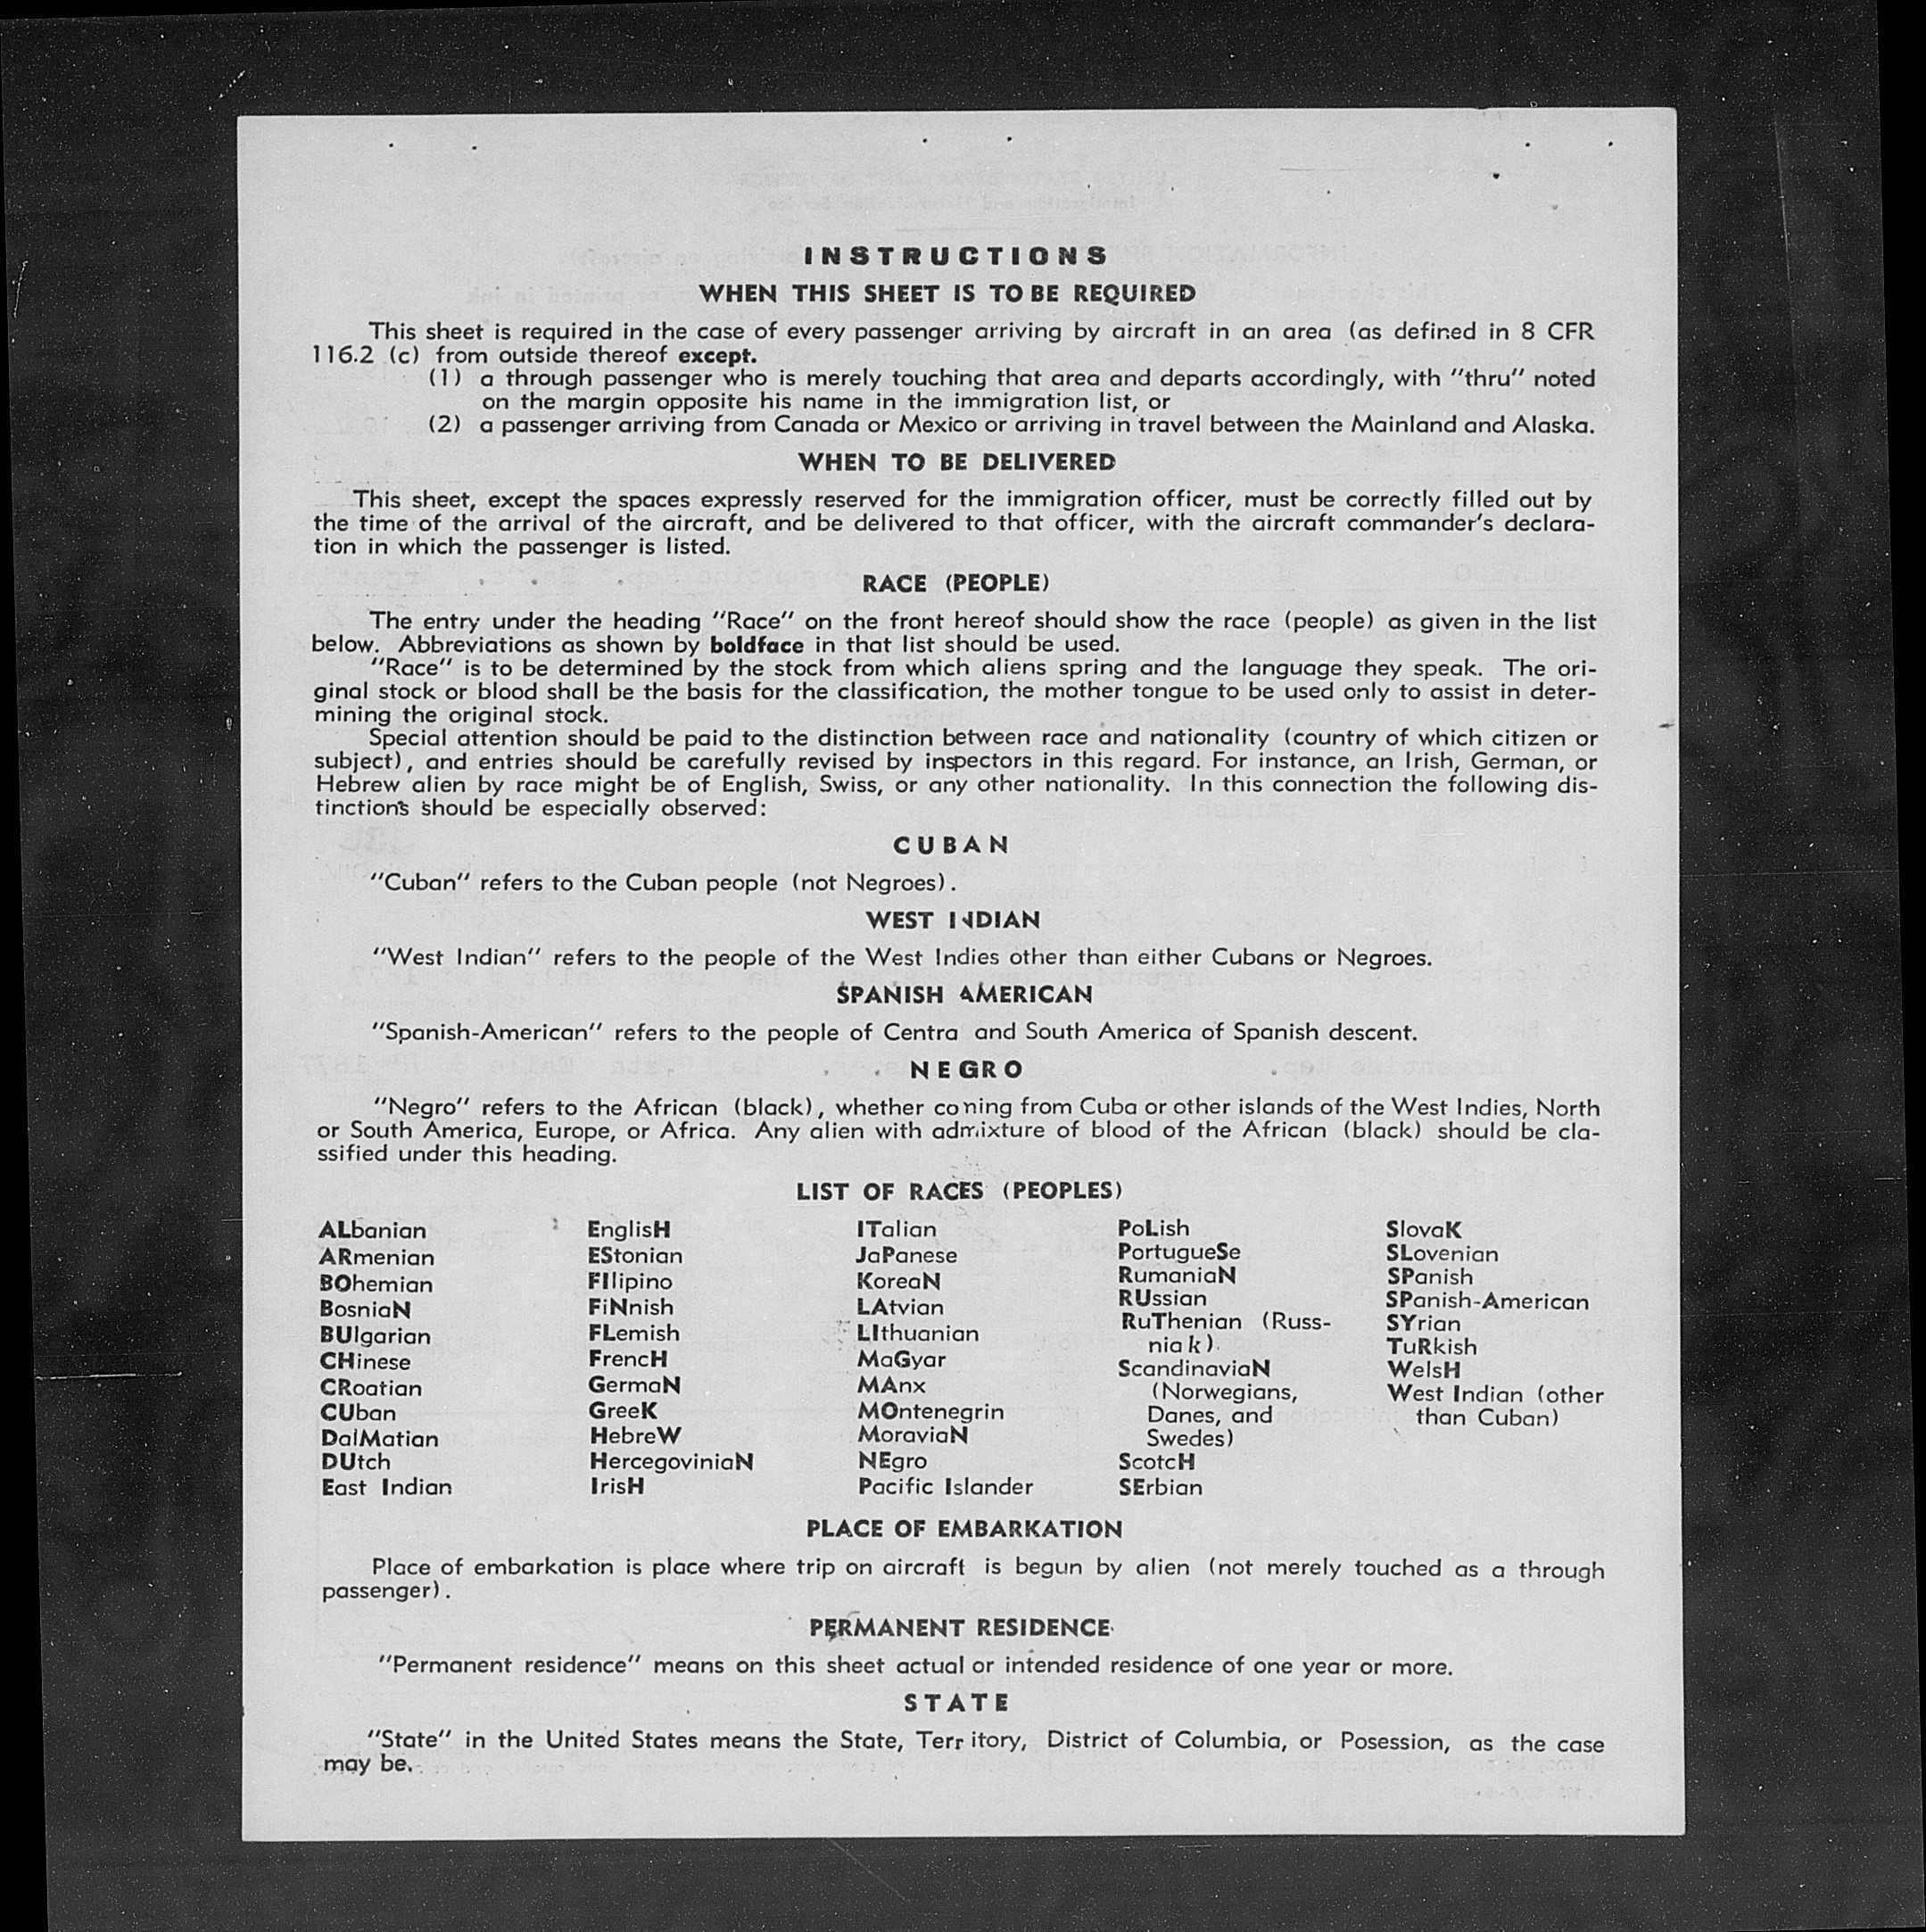 INSTRUCTIONS
WHEN THIS SHEET IS TO BE REQUIRED
This sheet is required in the case of every passenger arriving by aircraft in an area (as defined in 8 CFR
116.2 (c) from outside thereof except.
(1) a through passenger who is merely touching that area and departs accordingly, with "thru" noted
on the margin opposite his name in the immigration list, or
(2) a passenger arriving from Canada or Mexico or arriving in travel between the Mainland and Alaska.
WHEN TO BE DELIVERED
This sheet, except the spaces expressly reserved for the immigration officer, must be correctly filled out by
the time of the arrival of the aircraft, and be delivered to that officer, with the aircraft commander's declara-
tion in which the passenger is listed.
RACE (PEOPLE)
The entry under the heading "Race" on the front hereof should show the race (people) as given in the list
below. Abbreviations as shown by boldface in that list should be used.
"Race" is to be determined by the stock from which aliens spring and the language they speak. The ori-
ginal stock or blood shall be the basis for the classification, the mother tongue to be used only to assist in deter-
mining the original stock.
Special attention should be paid to the distinction between race and nationality (country of which citizen or
subject), and entries should be carefully revised by inspectors in this regard. For instance, an Irish, German, or
Hebrew alien by race might be of English, Swiss, or any other nationality. In this connection the following dis-
tinctions should be especially observed:
CUBAN
"Cuban" refers to the Cuban people (not Negroes).
WEST INDIAN
"West Indian" refers to the people of the West Indies other than either Cubans or Negroes.
SPANISH AMERICAN
"Spanish-American" refers to the people of Centra and South America of Spanish descent.
NEGRO
"Negro" refers to the African (black), whether coming from Cuba or other islands of the West Indies, North
or South America, Europe, or Africa. Any alien with admixture of blood of the African (black) should be cla-
ssified under this heading.
LIST OF RACES (PEOPLES)
ALbanian
ARmenian
BOhemian
BosniaN
BUlgarian
CHinese
CRoatian
CUban
DalMatian
DUtch
East Indian
EnglisH
EStonian
FIlipino
FiNnish
FLemish
FrencH
GermaN
GreeK
HebreW
HercegoviniaN
IrisH
ITalian
JaPanese
KoreaN
LAtvian
LIthuanian
MaGyar
MAnx
MOntenegrin
MoraviaN
NEgro
Pacific Islander
PoLish
PortugueSe
RumaniaN
RUssian
RuThenian (Russ-
niak).
ScandinaviaN
(Norwegians,
Danes, and
Swedes)
ScotcH
SErbian
SlovaK
SLovenian
SPanish
SPanish-American
SYrian
TuRkish
WelsH
West Indian (other
than Cuban)
PLACE OF EMBARKATION
Place of embarkation is place where trip on aircraft is begun by alien (not merely touched as a through
passenger).
PERMANENT RESIDENCE
"Permanent residence" means on this sheet actual or intended residence of one year or more.
STATE
"State" in the United States means the State, Terr itory, District of Columbia, or Posession, as the case
may be.